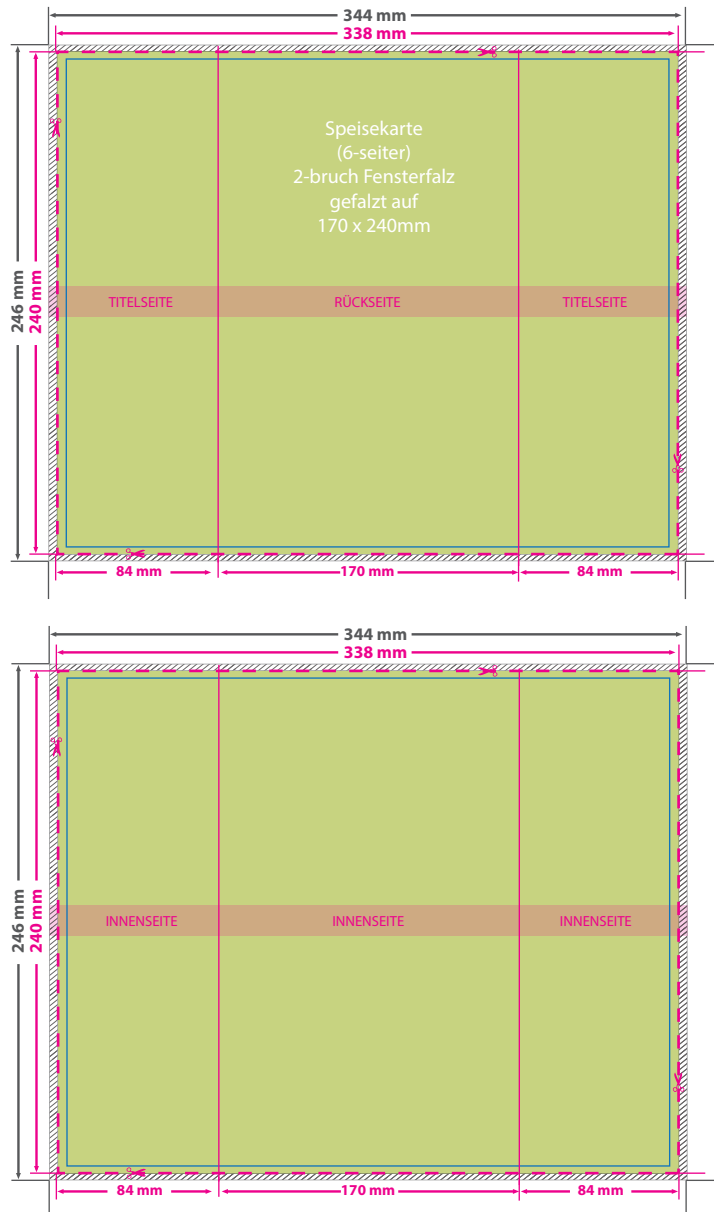 344 mm
338 mm
246 mm
240 mm
Speisekarte
(6-seiter)
2-bruch Fensterfalz
gefalzt auf
170 x 240mm
TITELSEITE
RÜCKSEITE
TITELSEITE
84 mm
170 mm
84 mm
344 mm
338 mm
246 mm
240 mm
INNENSEITE
INNENSEITE
INNENSEITE
84 mm
170 mm
84 mm